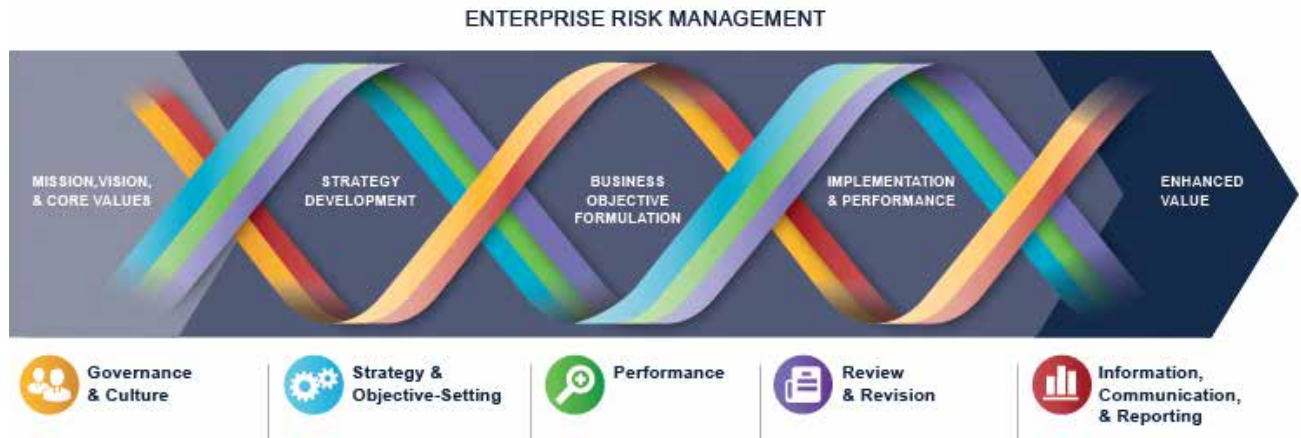 ENTERPRISE RISK MANAGEMENT
MISSION,VISION,
& CORE VALUES
STRATEGY
DEVELOPMENT
BUSINESS
OBJECTIVE
FORMULATION
IMPLEMENTATION
& PERFORMANCE
ENHANCED
VALUE
Governance
& Culture
Strategy &
Objective-Setting
Performance
Review
& Revision
Information,
Communication,
& Reporting